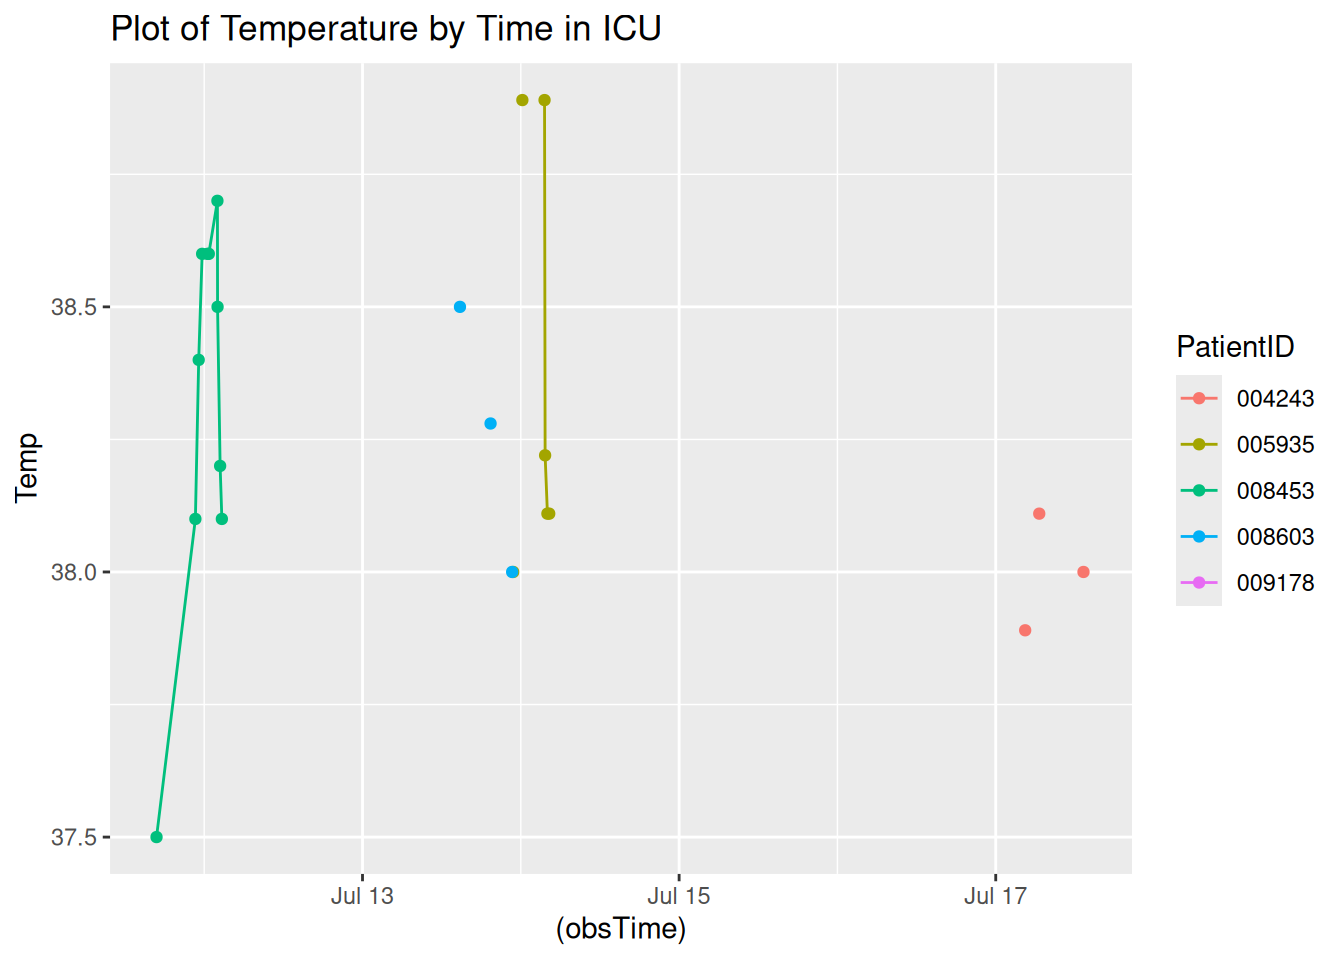 Plot of Temperature by Time in ICU
Temp
38.5
38.0
37.5
Jul 13
Jul 15
Jul 17
(obsTime)
PatientID
004243
005935
008453
008603
009178